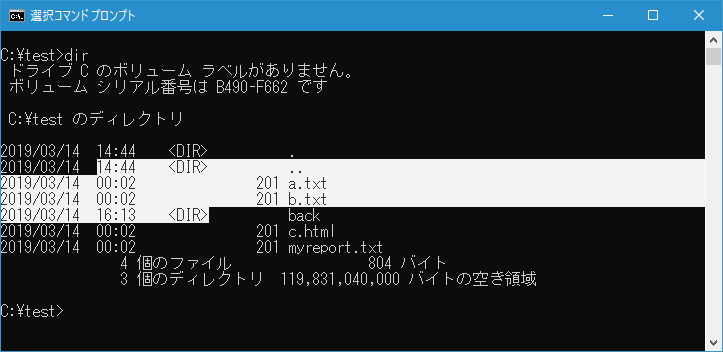 選択コマンド プロンプト
C:¥test>dir
ドライブ C のボリューム ラベルがありません。
ボリューム シリアル番号は B490-F662 です
C:¥test のディレクトリ
2019/03/14  14:44    <DIR>          .
2019/03/14  14:44    <DIR>          ..
2019/03/14  00:02               201 a.txt
2019/03/14  00:02               201 b.txt
2019/03/14  16:13    <DIR>          back
2019/03/14  00:02               201 c.html
2019/03/14  00:02               201 myreport.txt
4 個のファイル                 804 バイト
3 個のディレクトリ  119,831,040,000 バイトの空き領域
C:¥test>